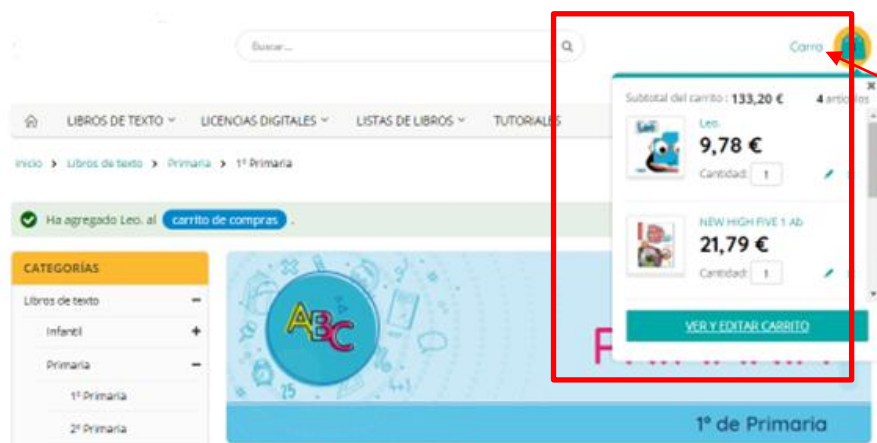 Buscar...
Carro
LIBROS DE TEXTO
LICENCIAS DIGITALES
LISTAS DE LIBROS
TUTORIALES
Inicio > Libros de texto > Primaria > 1º Primaria
Ha agregado Leo. al carrito de compras .
CATEGORÍAS
Libros de texto −
Infantil +
Primaria −
1º Primaria
2º Primaria
ABC
25
4+1
1º de Primaria
Subtotal del carrito : 133,20 €
4 artículos
Leo.
9,78 €
Cantidad: 1
NEW HIGH FIVE 1 Ab
21,79 €
Cantidad: 1
VER Y EDITAR CARRITO